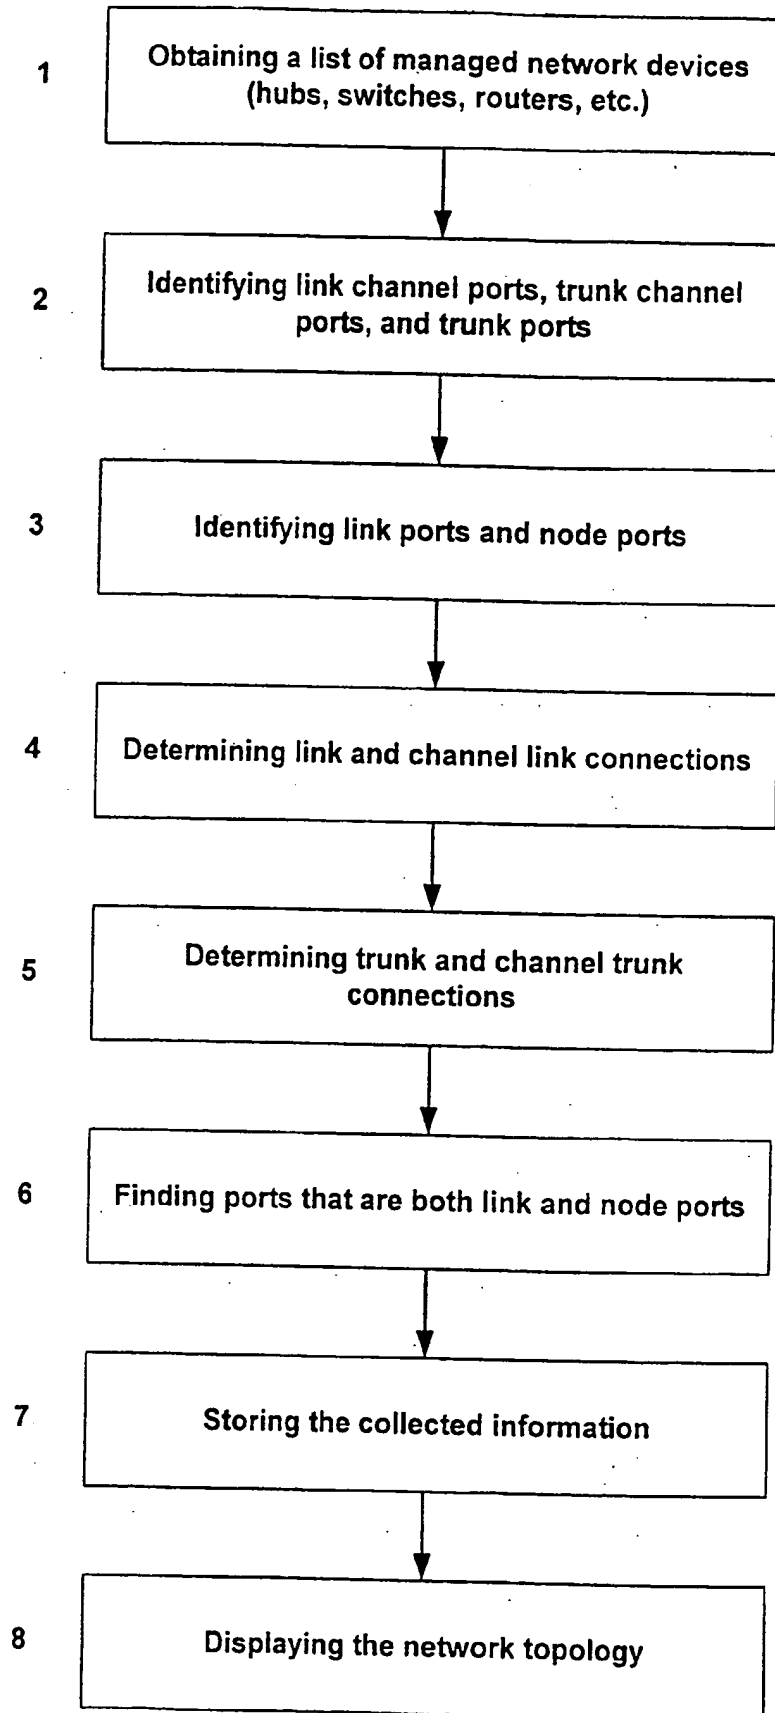 1
Obtaining a list of managed network devices
(hubs, switches, routers, etc.)
2
Identifying link channel ports, trunk channel
ports, and trunk ports
3
Identifying link ports and node ports
4
Determining link and channel link connections
5
Determining trunk and channel trunk
connections
6
Finding ports that are both link and node ports
7
Storing the collected information
8
Displaying the network topology